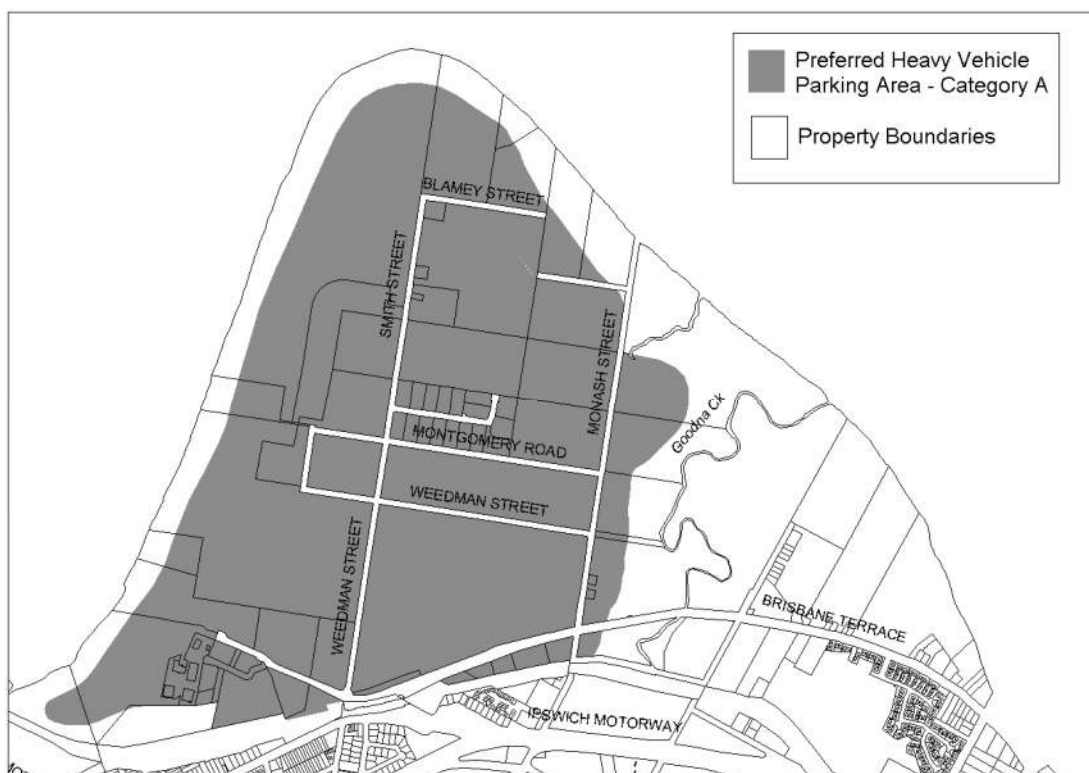 Preferred Heavy Vehicle
Parking Area - Category A
Property Boundaries
BLAMEY STREET
SMITH STREET
MONASH STREET
Goodna Ck
MONTGOMERY ROAD
WEEDMAN STREET
WEEDMAN STREET
BRISBANE TERRACE
IPSWICH MOTORWAY